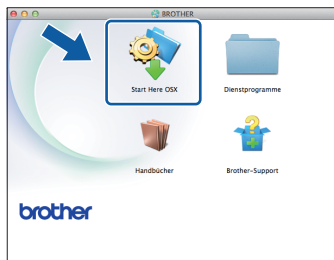 BROTHER
Start Here OSX
Dienstprogramme
Handbücher
Brother-Support
brother